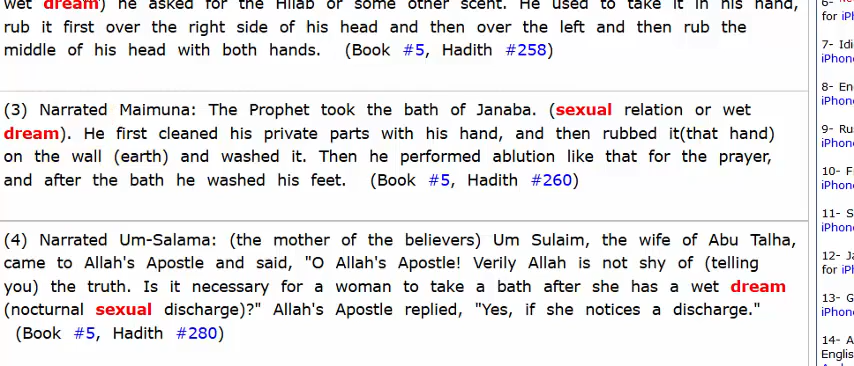 wet dream) he asked for the Hilab or some other scent. He used to take it in his hand,
rub it first over the right side of his head and then over the left and then rub the
middle of his head with both hands. (Book #5, Hadith #258)
(3) Narrated Maimuna: The Prophet took the bath of Janaba. (sexual relation or wet
dream). He first cleaned his private parts with his hand, and then rubbed it(that hand)
on the wall (earth) and washed it. Then he performed ablution like that for the prayer,
and after the bath he washed his feet. (Book #5, Hadith #260)
(4) Narrated Um-Salama: (the mother of the believers) Um Sulaim, the wife of Abu Talha,
came to Allah's Apostle and said, "O Allah's Apostle! Verily Allah is not shy of (telling
you) the truth. Is it necessary for a woman to take a bath after she has a wet dream
(nocturnal sexual discharge)?" Allah's Apostle replied, "Yes, if she notices a discharge."
(Book #5, Hadith #280)
6-
for iP
7- Idi
iPhon
8- En
iPhon
9- Ru
iPhon
10- F
iPhon
11- S
iPhon
12- Ja
for iP
13- G
iPhon
14- A
Englis